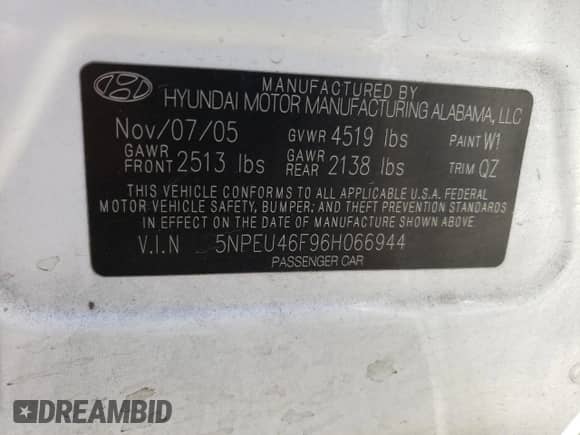 MANUFACTURED BY
HYUNDAI MOTOR MANUFACTURING ALABAMA, LLC
Nov/07/05 GVWR 4519 lbs PAINT W1
GAWR FRONT 2513 lbs GAWR REAR 2138 lbs TRIM QZ
THIS VEHICLE CONFORMS TO ALL APPLICABLE U.S.A. FEDERAL
MOTOR VEHICLE SAFETY, BUMPER; AND THEFT PREVENTION STANDARDS
IN EFFECT ON THE DATE OF MANUFACTURE SHOWN ABOVE.
V.I.N 5NPEU46F96H066944
PASSENGER CAR
#DREAMBID